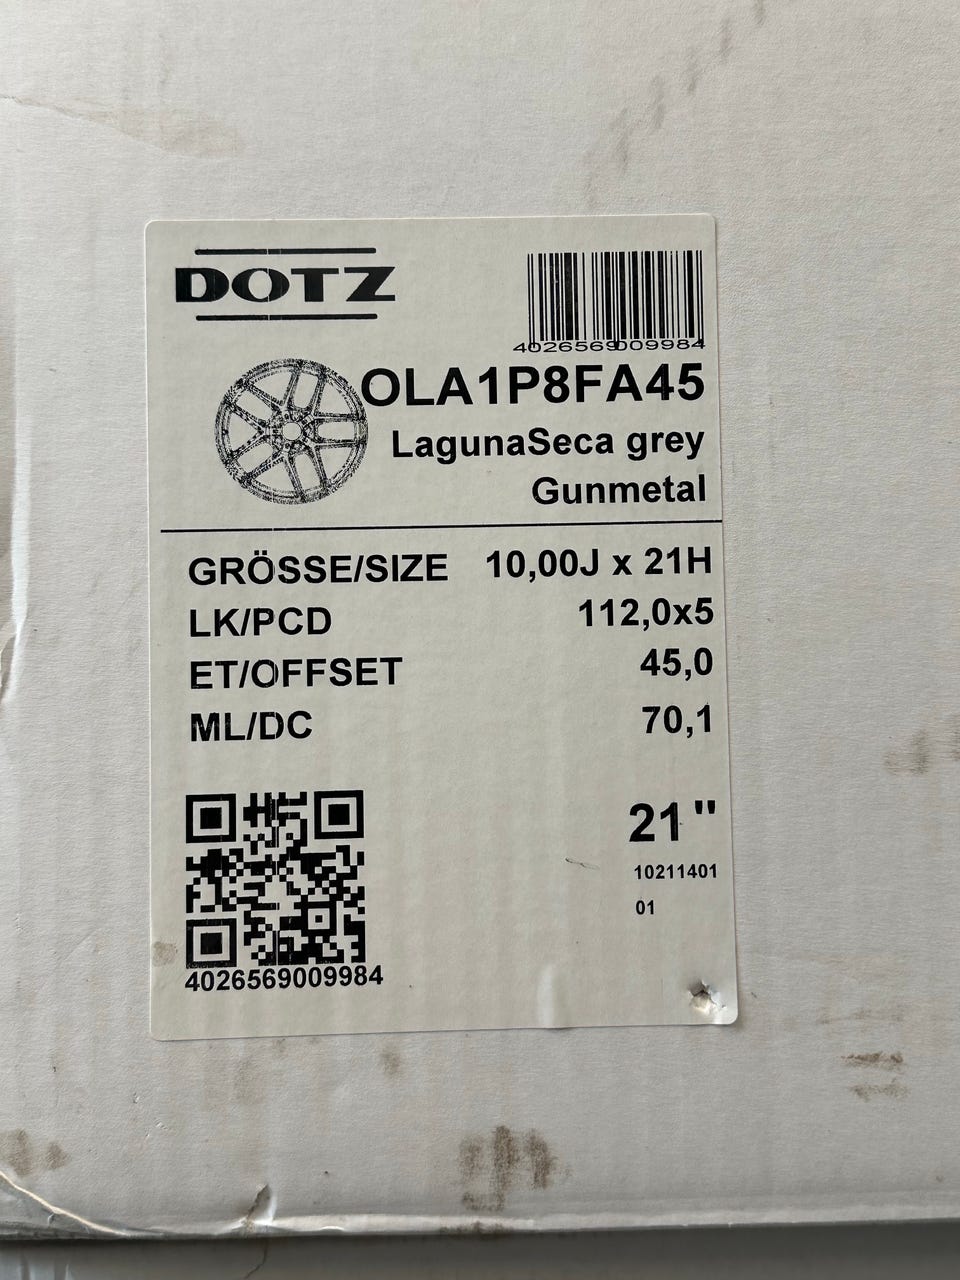 DOTZ
4026569009984
OLA1P8FA45
LagunaSeca grey
Gunmetal
GRÖSSE/SIZE 10,00J x 21H
LK/PCD 112,0x5
ET/OFFSET 45,0
ML/DC 70,1
21"
10211401
01
4026569009984